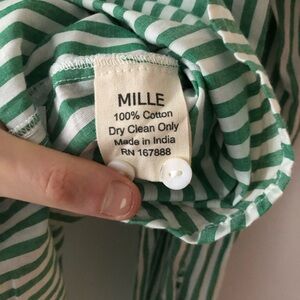 MILLE
100% Cotton
Dry Clean Only
Made in India
RN 167888